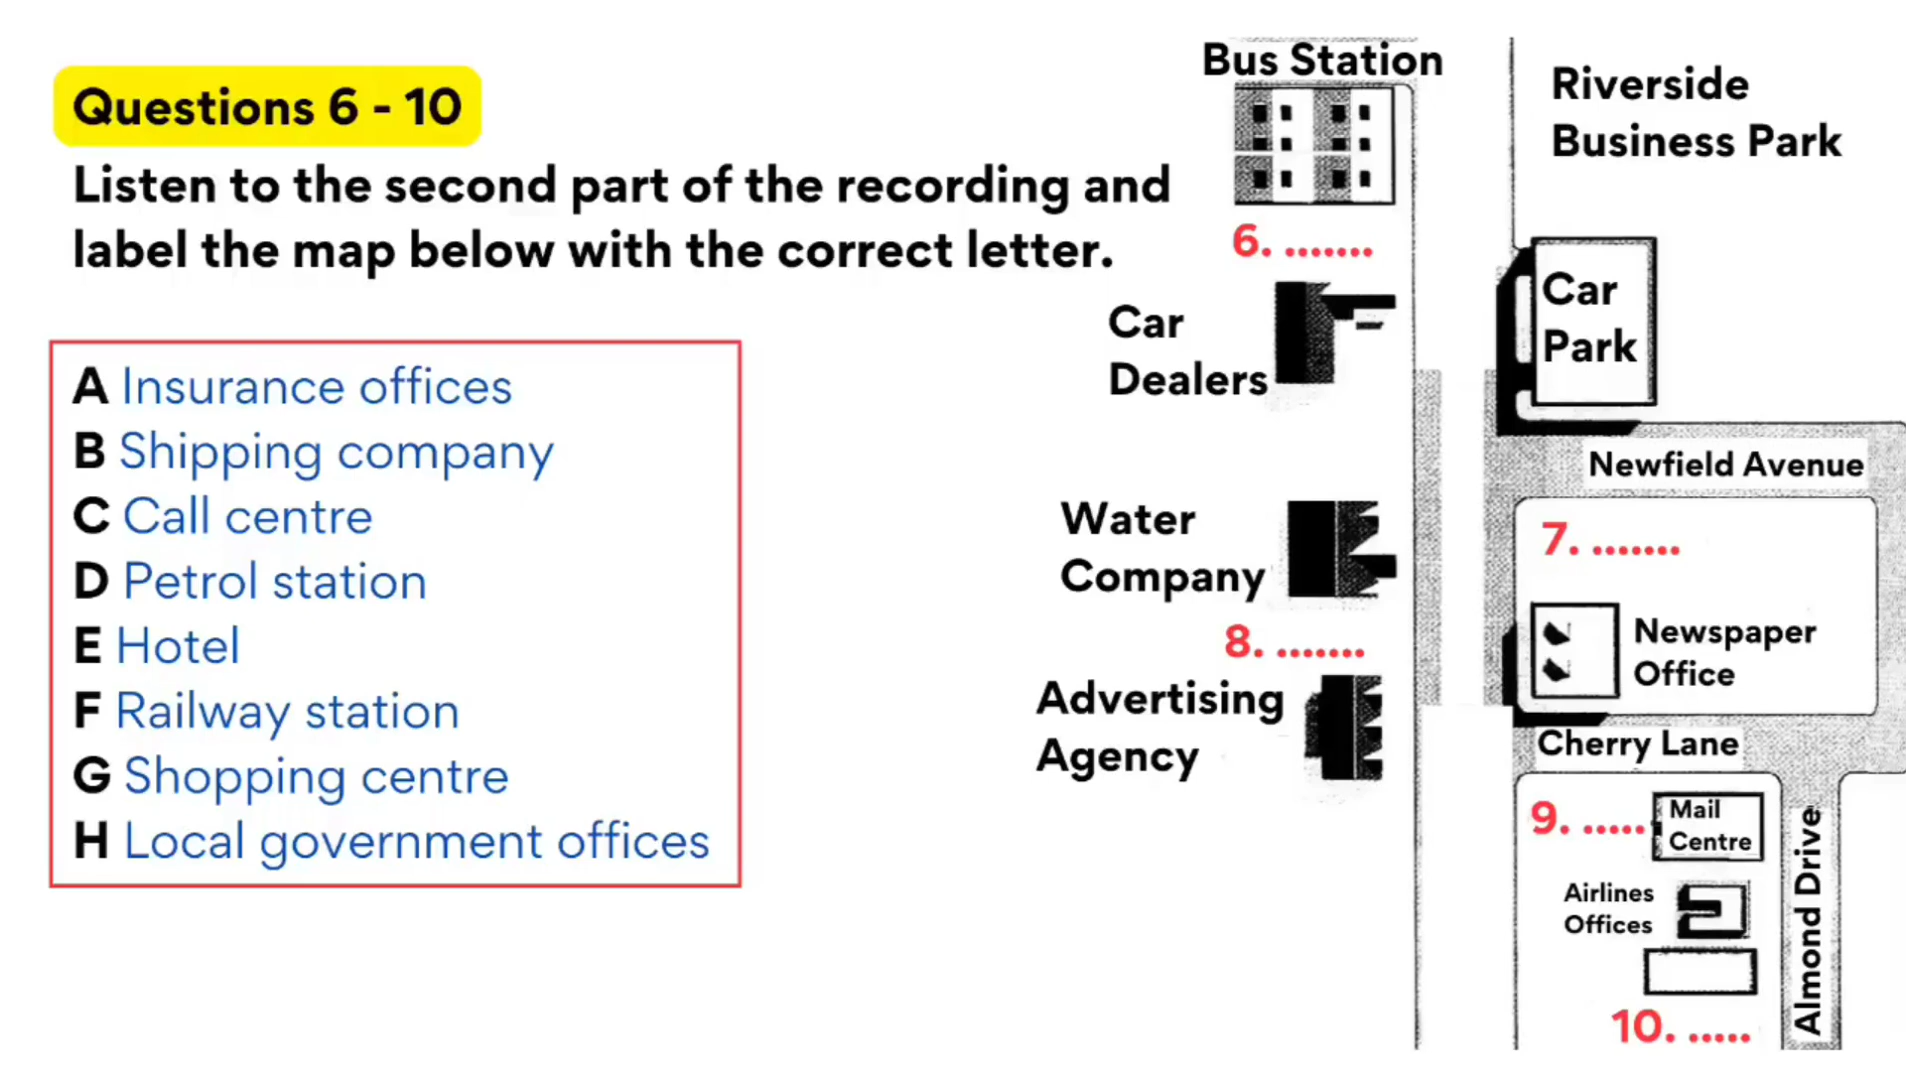 Questions 6 - 10
Listen to the second part of the recording and
label the map below with the correct letter.
A Insurance offices
B Shipping company
C Call centre
D Petrol station
E Hotel
F Railway station
G Shopping centre
H Local government offices
Bus Station
Riverside
Business Park
6. .......
Car
Dealers
Car
Park
Newfield Avenue
Water
Company
7. .......
8. .......
Newspaper
Office
Advertising
Agency
Cherry Lane
9. .....
Mail
Centre
Airlines
Offices
Almond Drive
10. .....